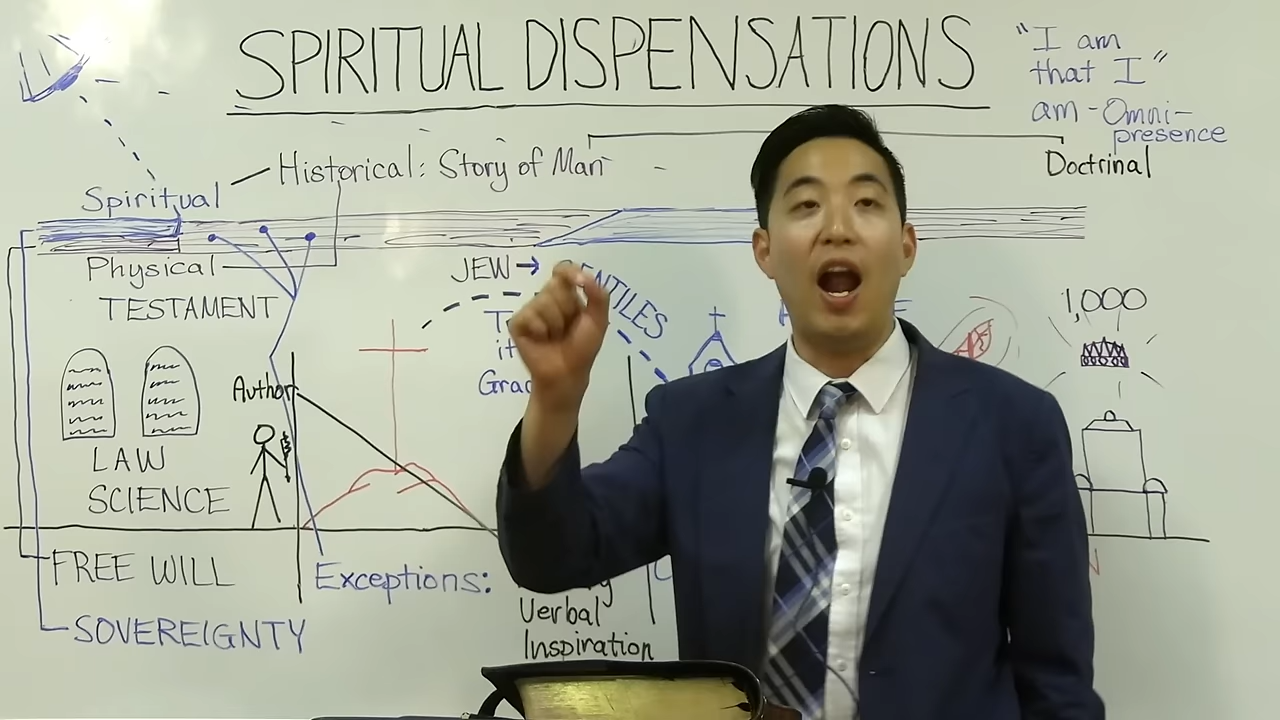 SPIRITUAL DISPENSATIONS
"I am
that I"
am - Omni-
presence
Historical: Story of Man
Doctrinal
Spiritual
Physical
JEW → GENTILES
TESTAMENT
1,000
Author
LAW
SCIENCE
FREE WILL
Exceptions:
SOVEREIGNTY
Verbal
Inspiration